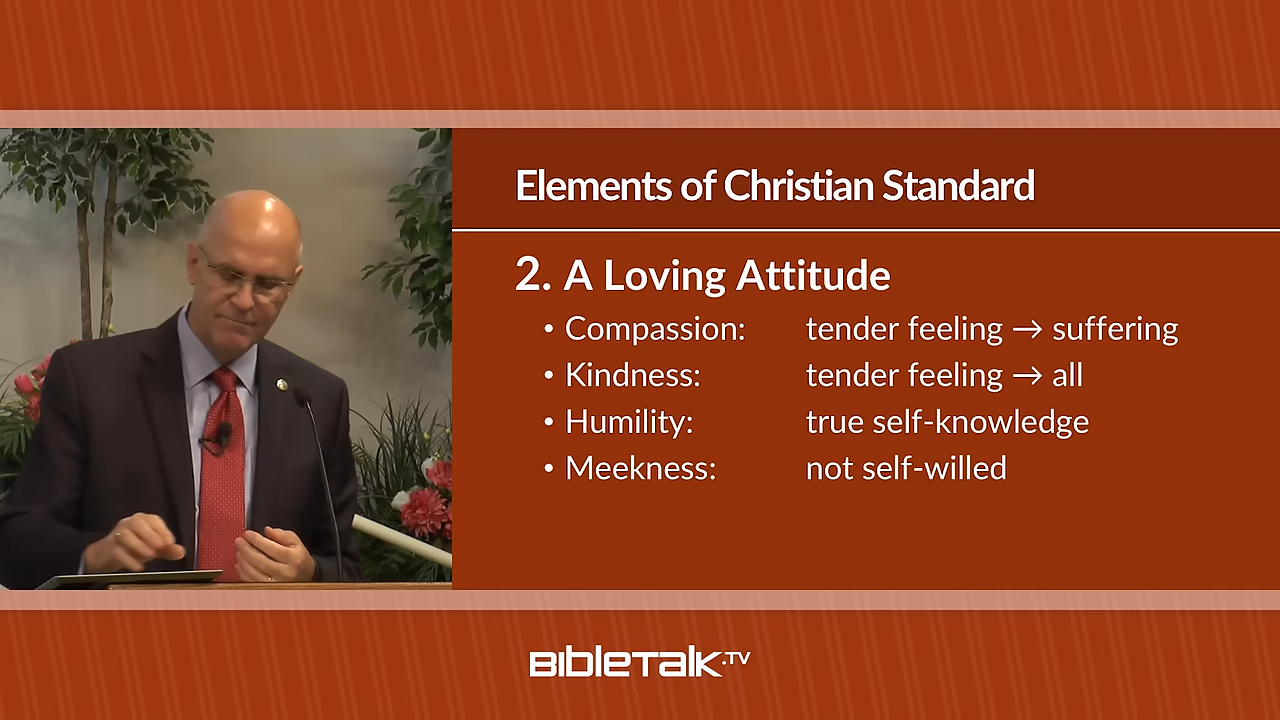 Elements of Christian Standard
2. A Loving Attitude
• Compassion: tender feeling → suffering
• Kindness: tender feeling → all
• Humility: true self-knowledge
• Meekness: not self-willed
BIBLETALK.TV